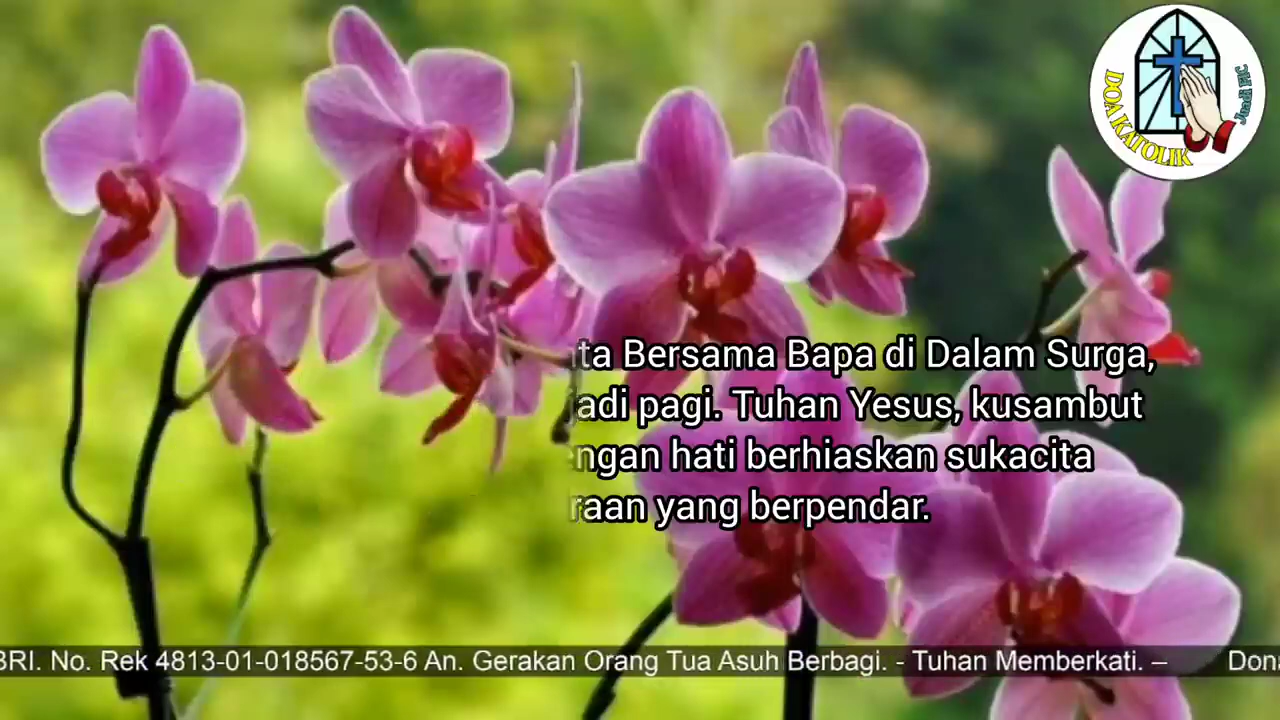 DOA KATOLIK
ta Bersama Bapa di Dalam Surga,
adi pagi. Tuhan Yesus, kusambut
ngan hati berhiaskan sukacita
raan yang berpendar.
BRI. No. Rek 4813-01-018567-53-6 An. Gerakan Orang Tua Asuh Berbagi. - Tuhan Memberkati. – Dona